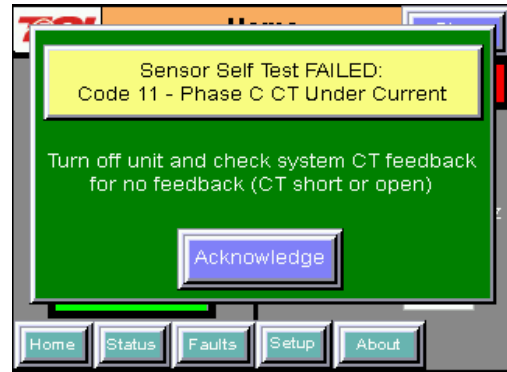 Sensor Self Test FAILED:
Code 11 - Phase C CT Under Current
Turn off unit and check system CT feedback
for no feedback (CT short or open)
Acknowledge
Home
Status
Faults
Setup
About